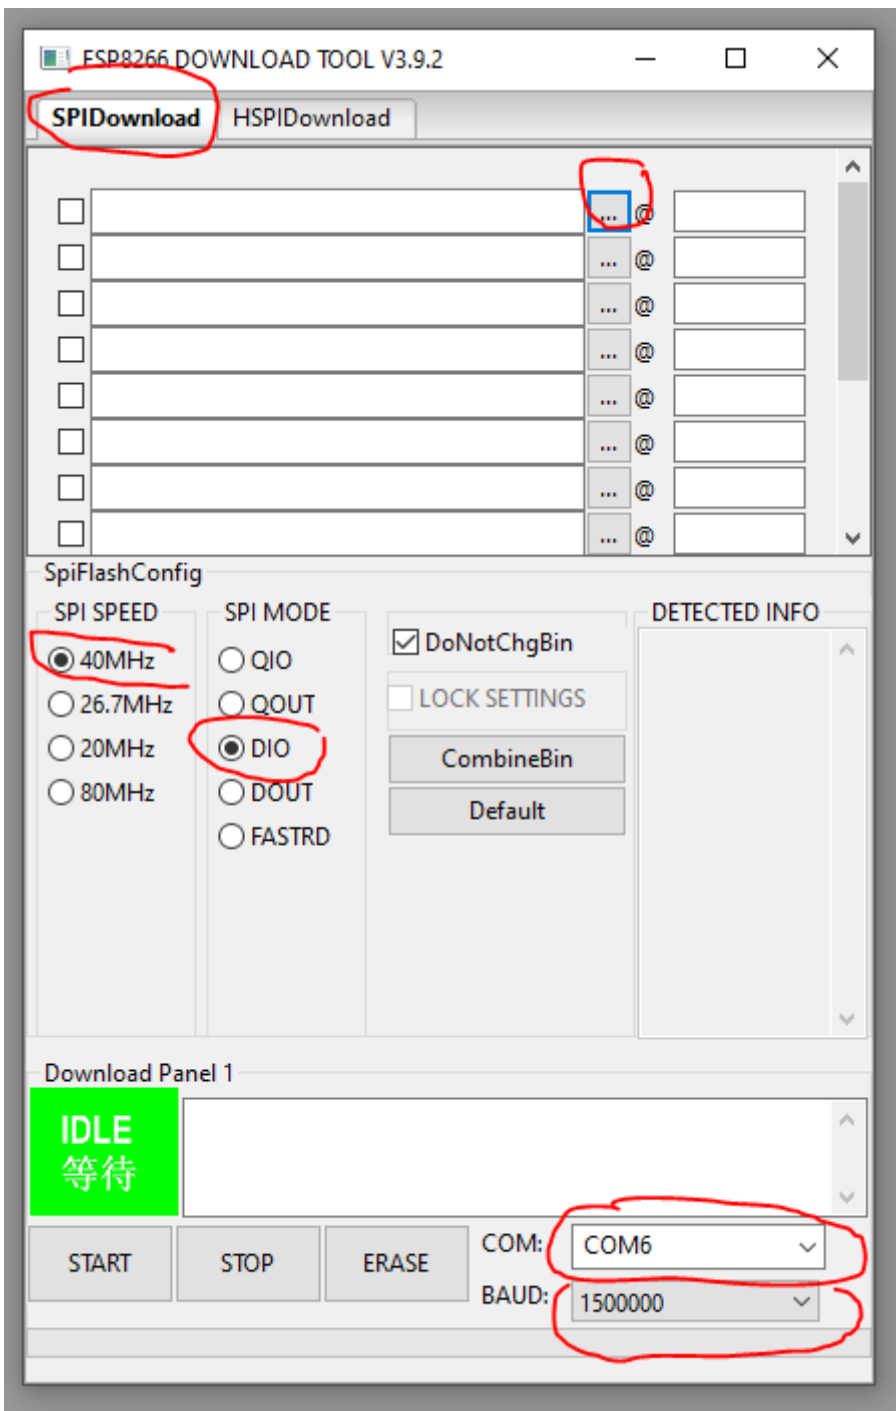 ESP8266 DOWNLOAD TOOL V3.9.2
SPIDownload HSPIDownload
... @
... @
... @
... @
... @
... @
... @
... @
SpiFlashConfig
SPI SPEED
40MHz
26.7MHz
20MHz
80MHz
SPI MODE
QIO
QOUT
DIO
DOUT
FASTRD
DoNotChgBin
LOCK SETTINGS
CombineBin
Default
DETECTED INFO
Download Panel 1
IDLE
等待
START STOP ERASE
COM: COM6
BAUD: 1500000